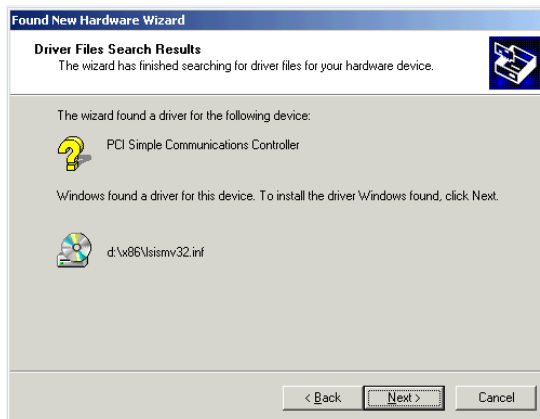 Found New Hardware Wizard
Driver Files Search Results
The wizard has finished searching for driver files for your hardware device.
The wizard found a driver for the following device:
PCI Simple Communications Controller
Windows found a driver for this device. To install the driver Windows found, click Next.
d:\x86\lsismv32.inf
< Back Next > Cancel